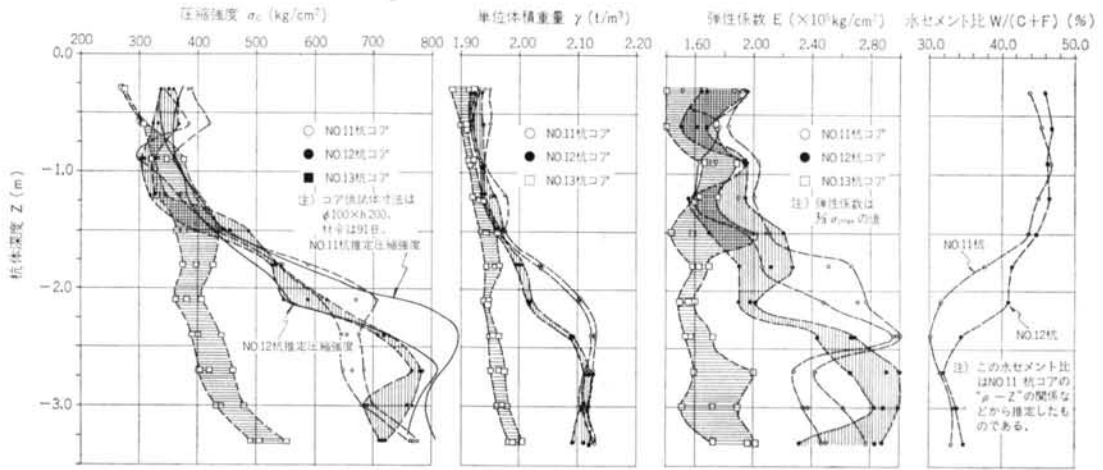 圧縮強度 σc (kg/cm²)
単位体積重量 γ (t/m³)
弾性係数 E (×10⁵kg/cm²)
水セメント比 W/(C+F) (%)
200 300 400 500 600 700 800
1.90 2.00 2.10 2.20
1.60 2.00 2.40 2.80
30.0 40.0 50.0
杭体深度 Z (m)
0.0
-1.0
-2.0
-3.0
○ NO.11杭コア
● NO.12杭コア
■ NO.13杭コア
注) コア供試体寸法は
φ100×h200,
材令は91日.
NO.11杭推定圧縮強度
NO.12杭推定圧縮強度
○ NO.11杭コア
● NO.12杭コア
□ NO.13杭コア
○ NO.11杭コア
● NO.12杭コア
□ NO.13杭コア
注) 弾性係数は
の値
NO.11杭
NO.12杭
注) この水セメント比
はNO.11杭コアの
"ρ－Z"の関係な
どから推定したも
のである.